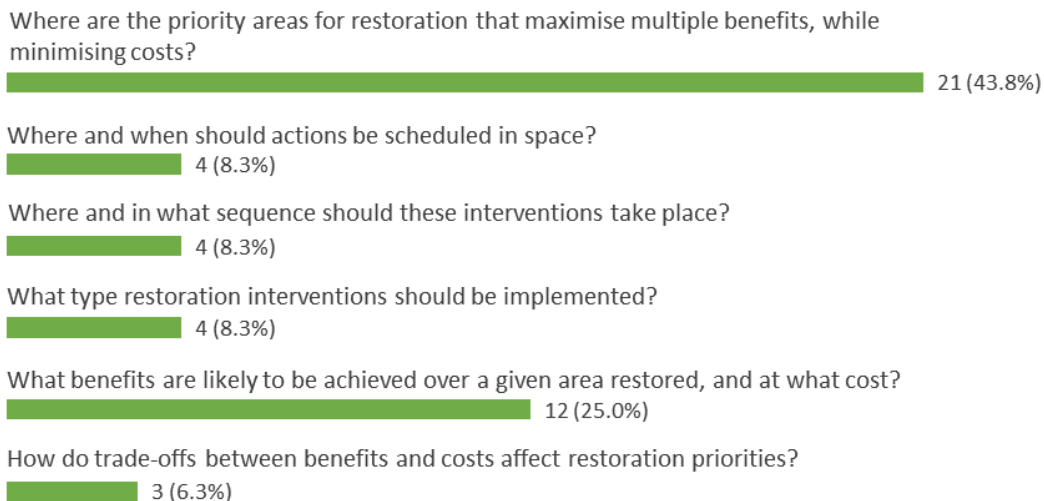 Where are the priority areas for restoration that maximise multiple benefits, while
minimising costs?
21 (43.8%)
Where and when should actions be scheduled in space?
4 (8.3%)
Where and in what sequence should these interventions take place?
4 (8.3%)
What type restoration interventions should be implemented?
4 (8.3%)
What benefits are likely to be achieved over a given area restored, and at what cost?
12 (25.0%)
How do trade-offs between benefits and costs affect restoration priorities?
3 (6.3%)